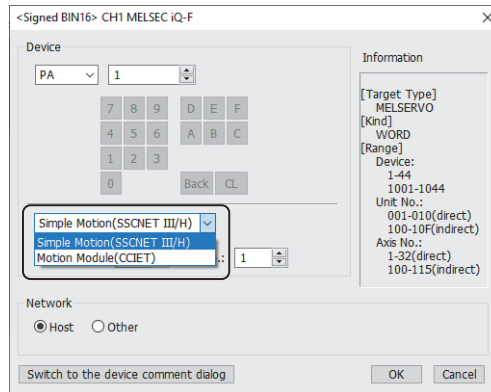 <Signed BIN16> CH1 MELSEC iQ-F
Device
PA 1
7 8 9 D E F
4 5 6 A B C
1 2 3
0 Back CL
Simple Motion(SSCNET III/H)
Simple Motion(SSCNET III/H)
Motion Module(CCIET)
.: 1
Information
[Target Type]
MELSERVO
[Kind]
WORD
[Range]
Device:
1-44
1001-1044
Unit No.:
001-010(direct)
100-10F(indirect)
Axis No.:
1-32(direct)
100-115(indirect)
Network
Host Other
Switch to the device comment dialog
OK Cancel